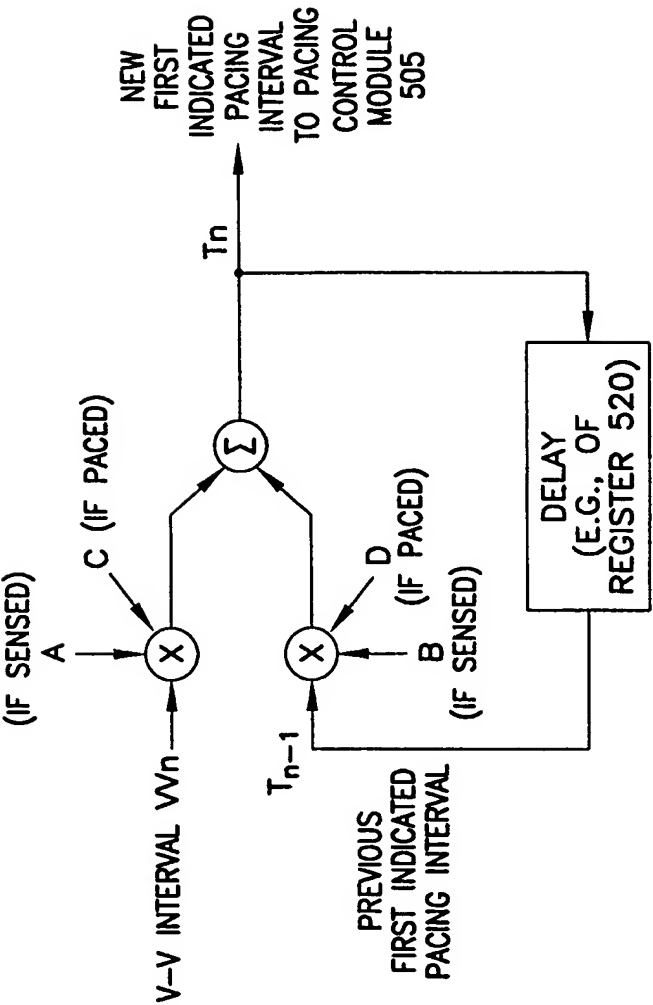 (IF SENSED)
A
C (IF PACED)
V-V INTERVAL VVn
X
Σ
Tn
NEW
FIRST
INDICATED
PACING
INTERVAL
TO PACING
CONTROL
MODULE
505
Tn-1
X
D
(IF PACED)
B
(IF SENSED)
PREVIOUS
FIRST INDICATED
PACING INTERVAL
DELAY
(E.G., OF
REGISTER 520)